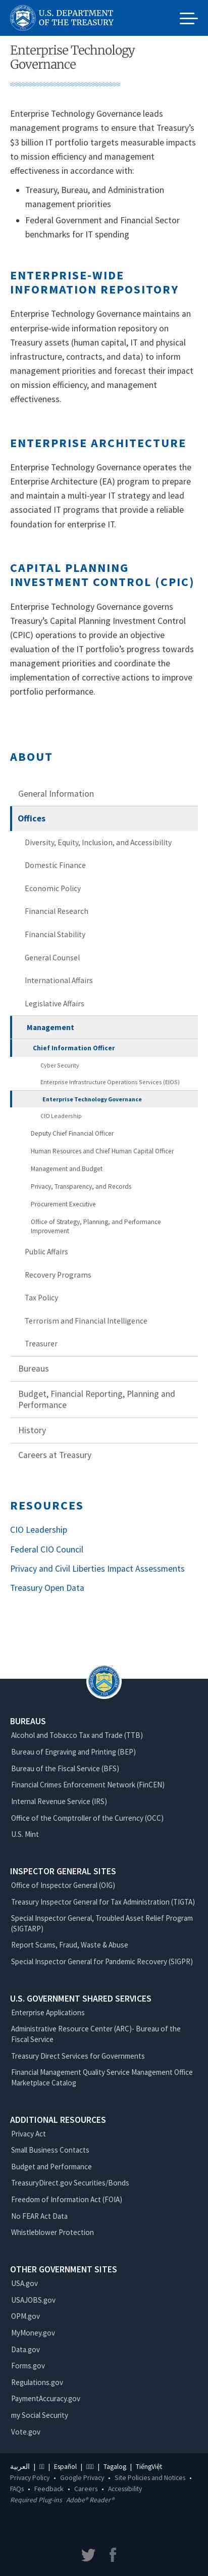 U.S. DEPARTMENT
OF THE TREASURY
Enterprise Technology
Governance
Enterprise Technology Governance leads
management programs to ensure that Treasury's
$3 billion IT portfolio targets major impacts
to mission efficiency and management
effectiveness in accordance with:
• Treasury, Bureau, and Administration
management priorities
• Federal Government and Financial Sector
benchmarks for IT spending
ENTERPRISE-WIDE
INFORMATION REPOSITORY
Enterprise Technology Governance maintains an
enterprise-wide information repository on
Treasury assets (human capital, IT and physical
infrastructure, contracts, and data) to inform
management priorities and forecast their impact
on mission efficiency, and management
effectiveness.
ENTERPRISE ARCHITECTURE
Enterprise Technology Governance operates the
Enterprise Architecture (EA) program to prepare
and maintain a multi-year IT strategy and lead
associated IT programs that provide a reliable
foundation for enterprise IT.
CAPITAL PLANNING
INVESTMENT CONTROL (CPIC)
Enterprise Technology Governance governs
Treasury's Capital Planning Investment Control
(CPIC) operations to provide an objective
evaluation of the IT portfolio's progress towards
management priorities and coordinate the
implementation of corrective actions to improve
portfolio performance.
ABOUT
General Information
Offices
Diversity, Equity, Inclusion, and Accessibility
Domestic Finance
Economic Policy
Financial Research
Financial Stability
General Counsel
International Affairs
Legislative Affairs
Management
Chief Information Officer
Cyber Security
Enterprise Infrastructure Operations Services (EIOS)
Enterprise Technology Governance
CIO Leadership
Deputy Chief Financial Officer
Human Resources and Chief Human Capital Officer
Management and Budget
Privacy, Transparency, and Records
Procurement Executive
Office of Strategy, Planning, and Performance
Improvement
Public Affairs
Recovery Programs
Tax Policy
Terrorism and Financial Intelligence
Treasurer
Bureaus
Budget, Financial Reporting, Planning and
Performance
History
Careers at Treasury
RESOURCES
CIO Leadership
Federal CIO Council
Privacy and Civil Liberties Impact Assessments
Treasury Open Data
BUREAUS
Alcohol and Tobacco Tax and Trade (TTB)
Bureau of Engraving and Printing (BEP)
Bureau of the Fiscal Service (BFS)
Financial Crimes Enforcement Network (FinCEN)
Internal Revenue Service (IRS)
Office of the Comptroller of the Currency (OCC)
U.S. Mint
INSPECTOR GENERAL SITES
Office of Inspector General (OIG)
Treasury Inspector General for Tax Administration (TIGTA)
Special Inspector General, Troubled Asset Relief Program
(SIGTARP)
Report Scams, Fraud, Waste & Abuse
Special Inspector General for Pandemic Recovery (SIGPR)
U.S. GOVERNMENT SHARED SERVICES
Enterprise Applications
Administrative Resource Center (ARC)- Bureau of the
Fiscal Service
Treasury Direct Services for Governments
Financial Management Quality Service Management Office
Marketplace Catalog
ADDITIONAL RESOURCES
Privacy Act
Small Business Contacts
Budget and Performance
TreasuryDirect.gov Securities/Bonds
Freedom of Information Act (FOIA)
No FEAR Act Data
Whistleblower Protection
OTHER GOVERNMENT SITES
USA.gov
USAJOBS.gov
OPM.gov
MyMoney.gov
Data.gov
Forms.gov
Regulations.gov
PaymentAccuracy.gov
my Social Security
Vote.gov
العربية | | Español | | Tagalog | TiếngViệt
Privacy Policy • Google Privacy • Site Policies and Notices •
FAQs • Feedback • Careers • Accessibility
Required Plug-ins Adobe® Reader®